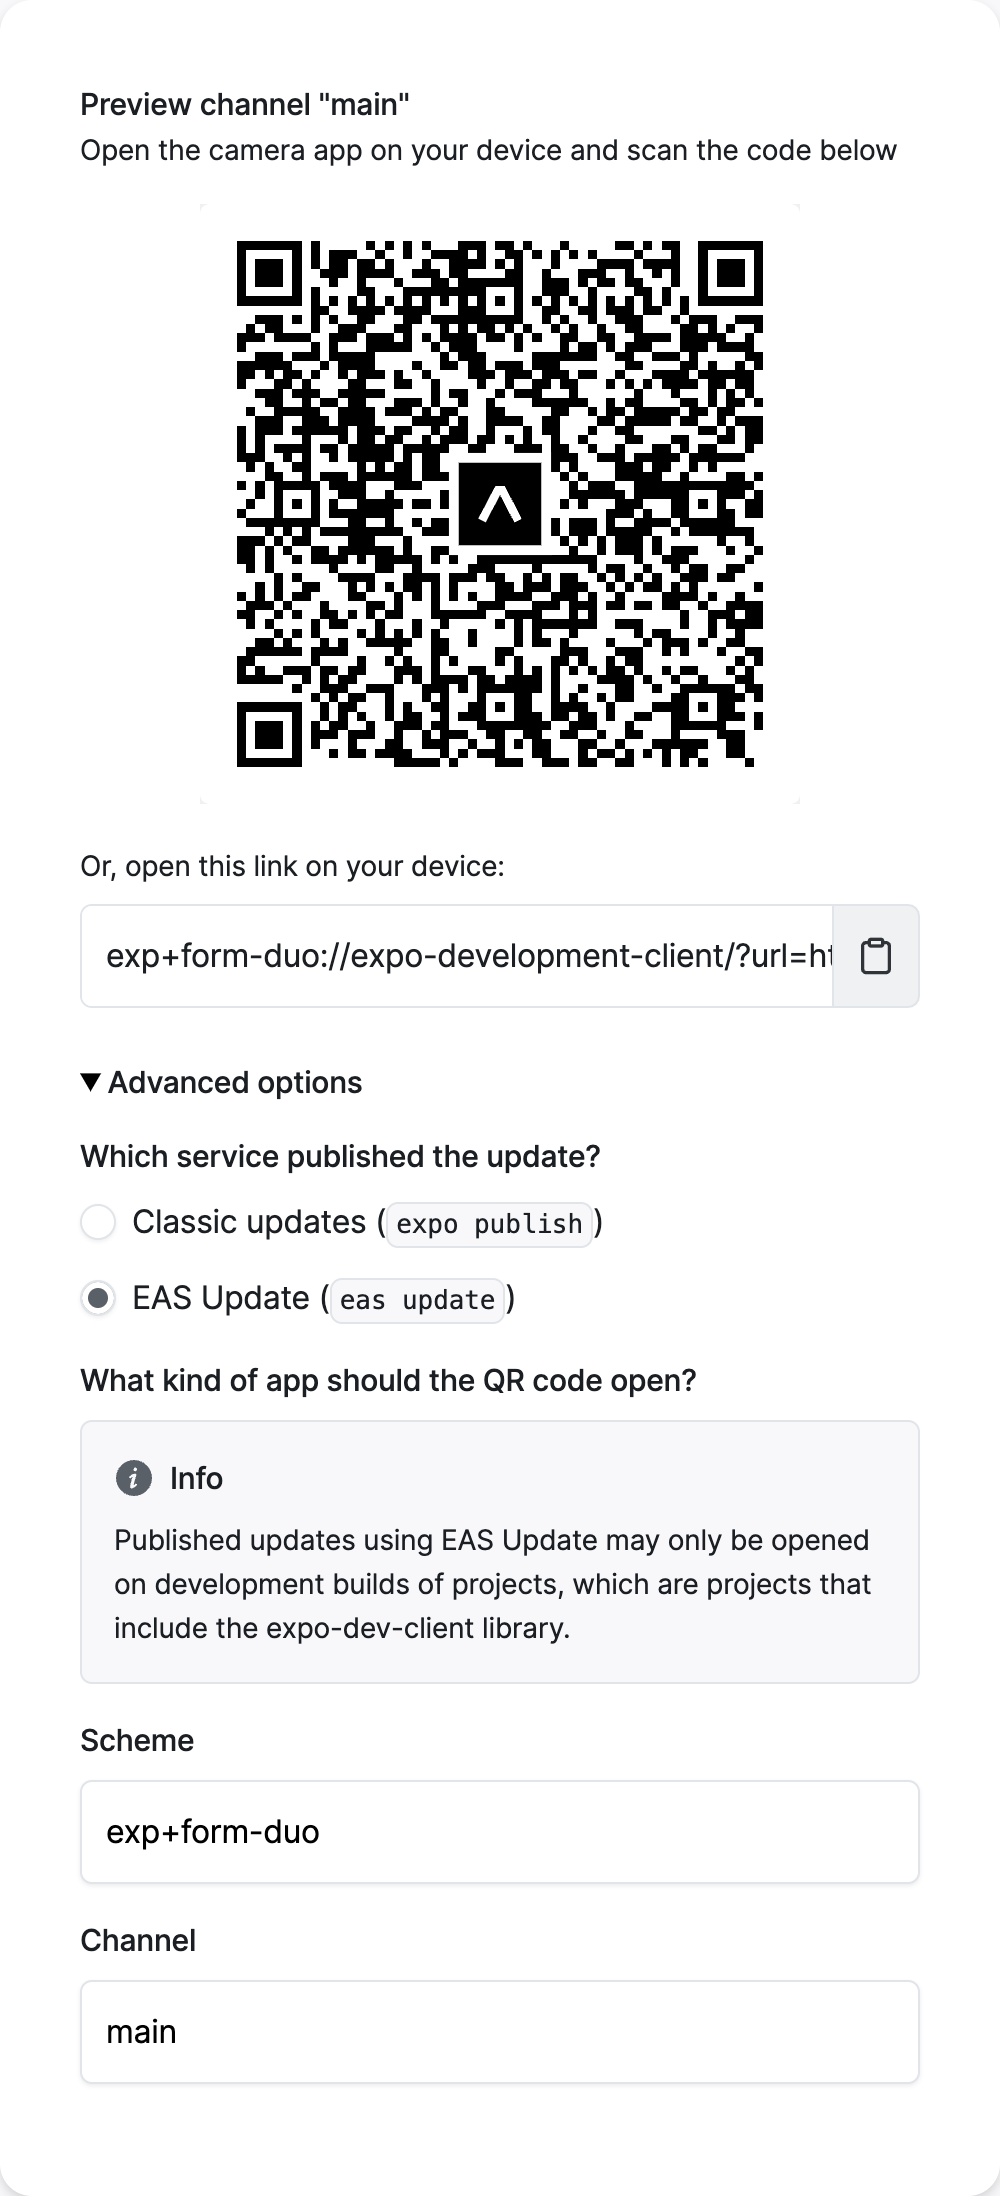 Preview channel "main"
Open the camera app on your device and scan the code below
Or, open this link on your device:
exp+form-duo://expo-development-client/?url=ht
Advanced options
Which service published the update?
Classic updates (expo publish)
EAS Update (eas update)
What kind of app should the QR code open?
Info
Published updates using EAS Update may only be opened
on development builds of projects, which are projects that
include the expo-dev-client library.
Scheme
exp+form-duo
Channel
main